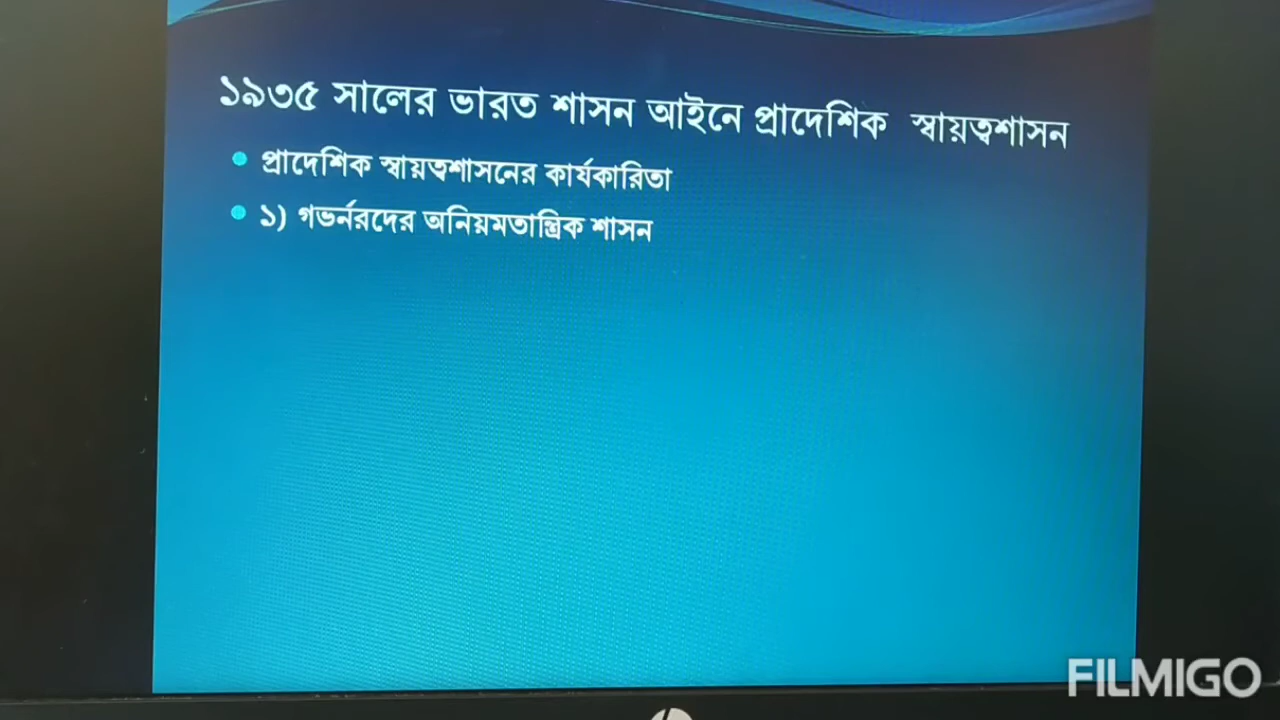 ১৯৩৫ সালের ভারত শাসন আইনে প্রাদেশিক স্বায়ত্বশাসন
প্রাদেশিক স্বায়ত্বশাসনের কার্যকারিতা
১) গভর্নরদের অনিয়মতান্ত্রিক শাসন
FILMIGO